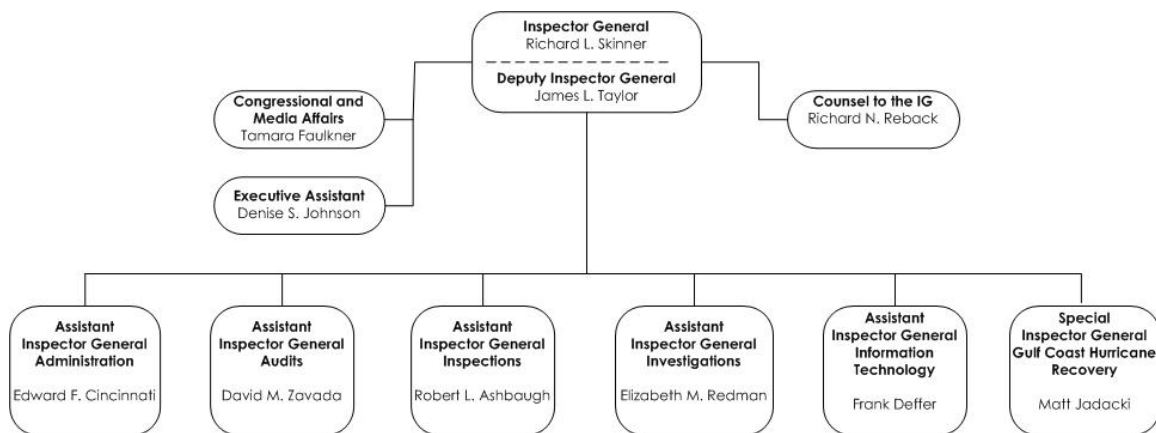 Inspector General
Richard L. Skinner
Deputy Inspector General
James L. Taylor
Congressional and
Media Affairs
Tamara Faulkner
Counsel to the IG
Richard N. Reback
Executive Assistant
Denise S. Johnson
Assistant
Inspector General
Administration
Edward F. Cincinnati
Assistant
Inspector General
Audits
David M. Zavada
Assistant
Inspector General
Inspections
Robert L. Ashbaugh
Assistant
Inspector General
Investigations
Elizabeth M. Redman
Assistant
Inspector General
Information
Technology
Frank Deffer
Special
Inspector General
Gulf Coast Hurricane
Recovery
Matt Jadacki